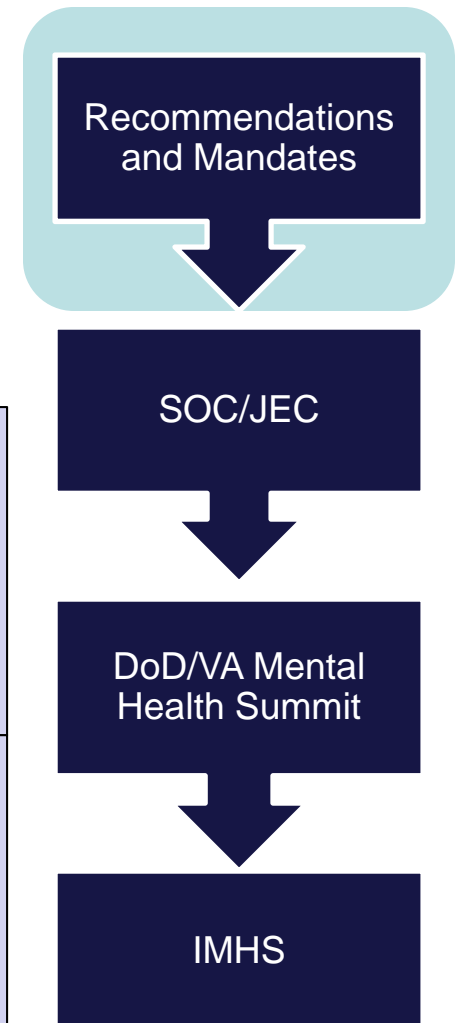 Recommendations
and Mandates
SOC/JEC
DoD/VA Mental
Health Summit
IMHS